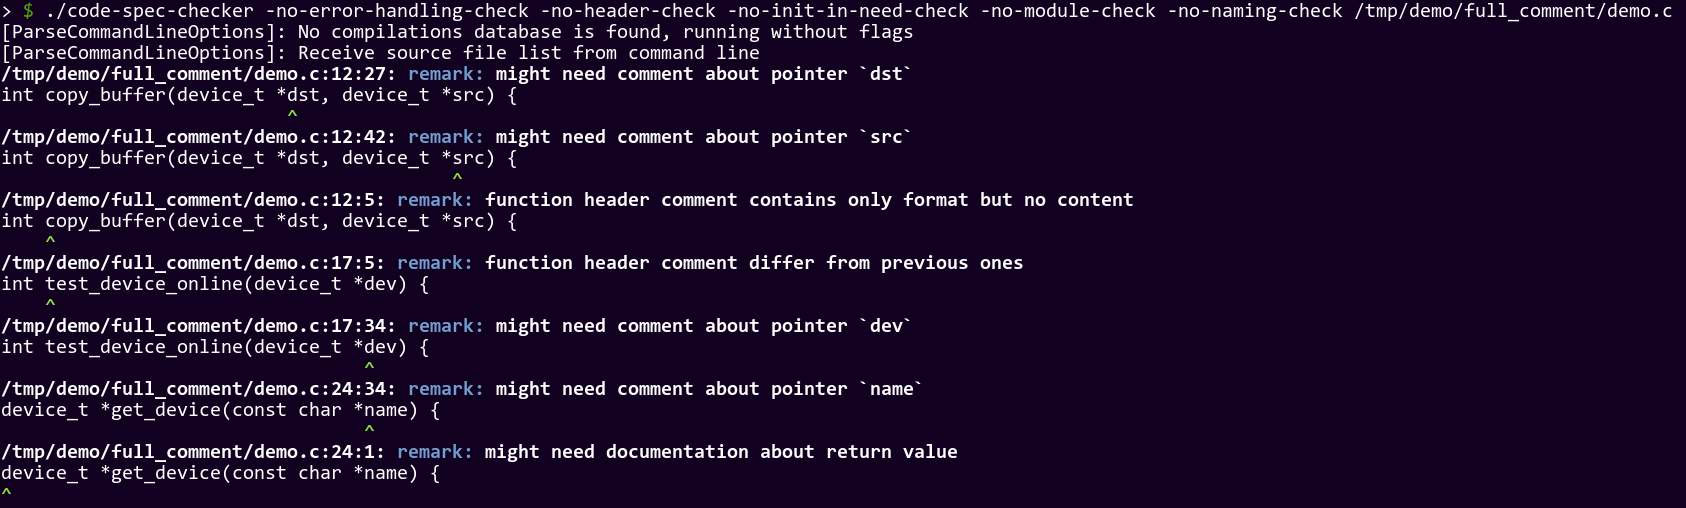 > $ ./code-spec-checker -no-error-handling-check -no-header-check -no-init-in-need-check -no-module-check -no-naming-check /tmp/demo/full_comment/demo.c
[ParseCommandLineOptions]: No compilations database is found, running without flags
[ParseCommandLineOptions]: Receive source file list from command line
/tmp/demo/full_comment/demo.c:12:27: remark: might need comment about pointer `dst`
int copy_buffer(device_t *dst, device_t *src) {
                          ^
/tmp/demo/full_comment/demo.c:12:42: remark: might need comment about pointer `src`
int copy_buffer(device_t *dst, device_t *src) {
                                         ^
/tmp/demo/full_comment/demo.c:12:5: remark: function header comment contains only format but no content
int copy_buffer(device_t *dst, device_t *src) {
    ^
/tmp/demo/full_comment/demo.c:17:5: remark: function header comment differ from previous ones
int test_device_online(device_t *dev) {
    ^
/tmp/demo/full_comment/demo.c:17:34: remark: might need comment about pointer `dev`
int test_device_online(device_t *dev) {
                                 ^
/tmp/demo/full_comment/demo.c:24:34: remark: might need comment about pointer `name`
device_t *get_device(const char *name) {
                                 ^
/tmp/demo/full_comment/demo.c:24:1: remark: might need documentation about return value
device_t *get_device(const char *name) {
^